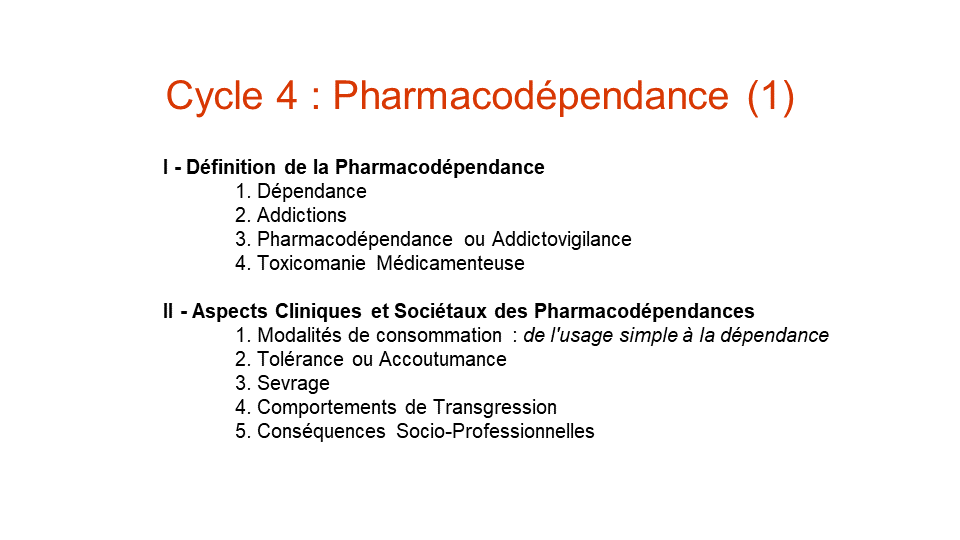 Cycle 4 : Pharmacodépendance (1)
I - Définition de la Pharmacodépendance
1. Dépendance
2. Addictions
3. Pharmacodépendance ou Addictovigilance
4. Toxicomanie Médicamenteuse
II - Aspects Cliniques et Sociétaux des Pharmacodépendances
1. Modalités de consommation : de l'usage simple à la dépendance
2. Tolérance ou Accoutumance
3. Sevrage
4. Comportements de Transgression
5. Conséquences Socio-Professionnelles